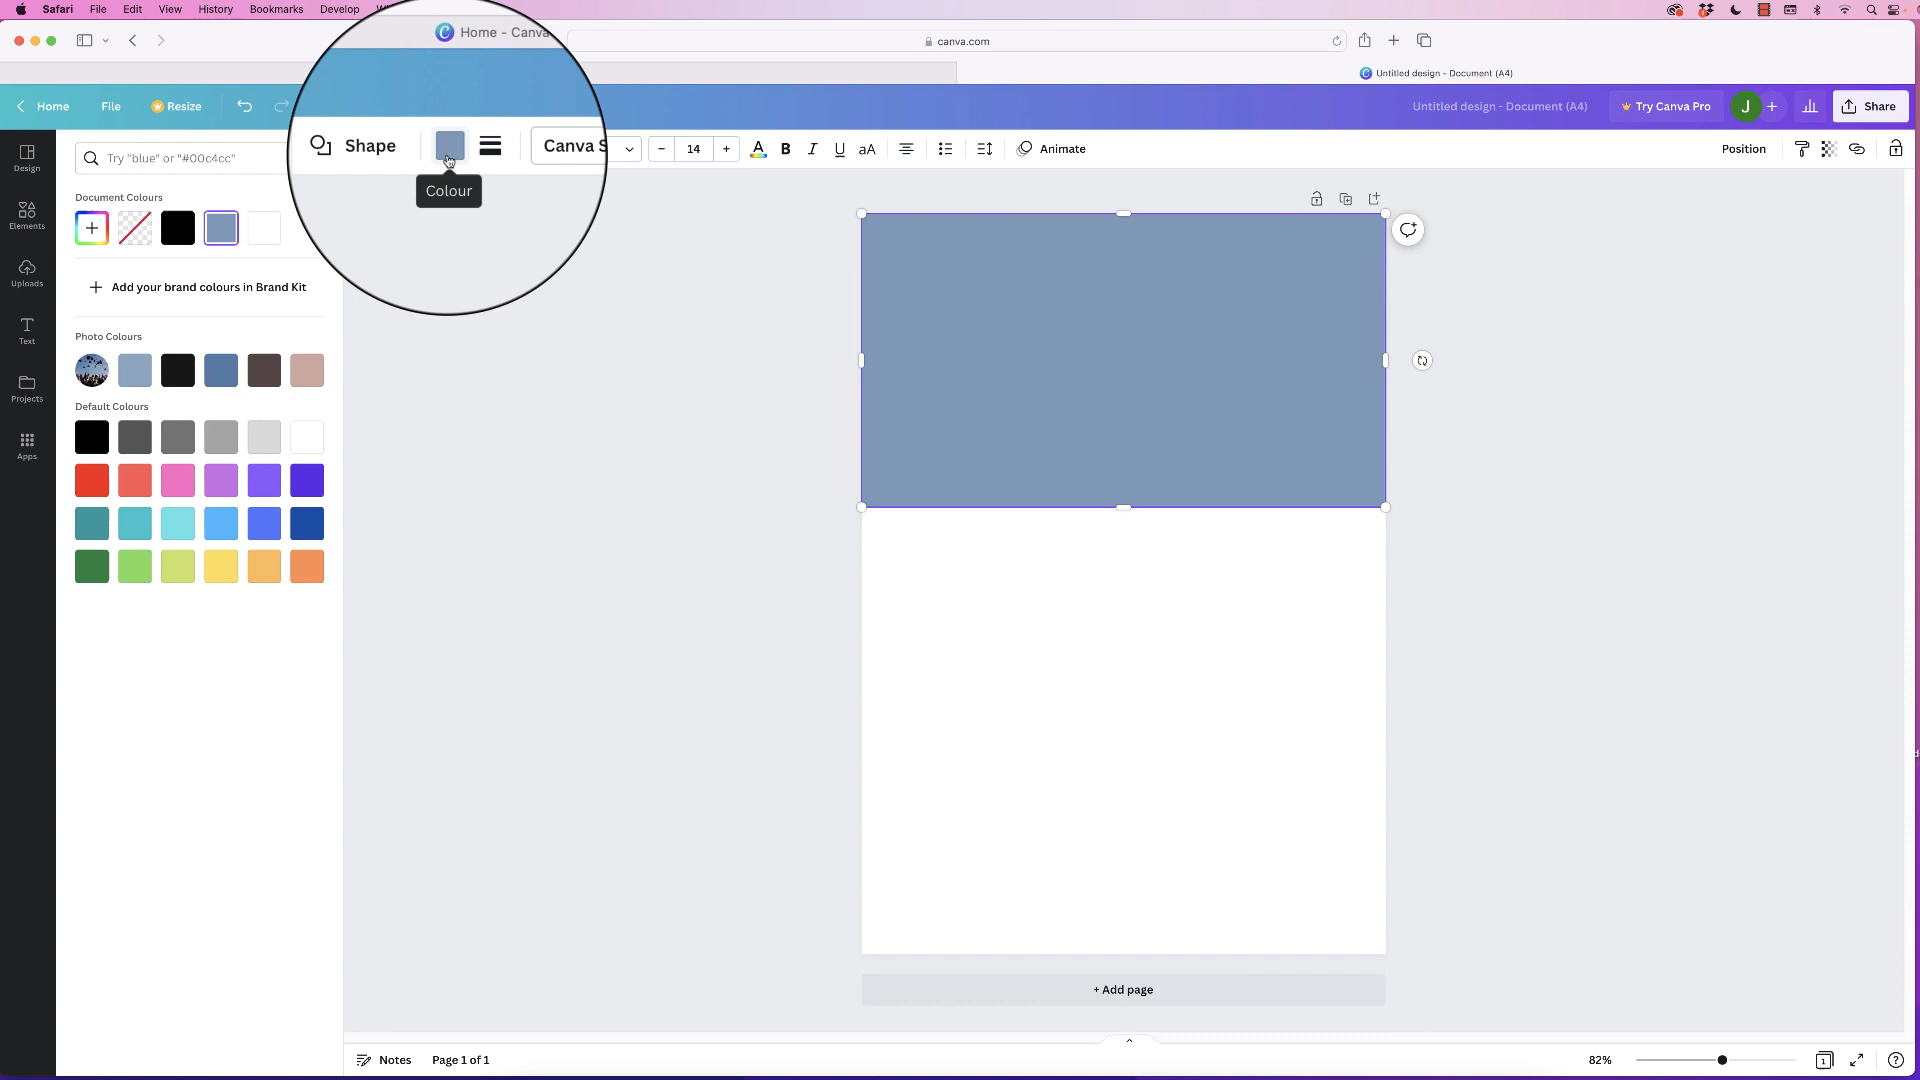 Safari File Edit View History Bookmarks Develop
Home - Canva
canva.com
Untitled design - Document (A4)
Home File Resize
Untitled design - Document (A4) Try Canva Pro J Share
Try "blue" or "#00c4cc"
Shape Canva S 14 B I U aA Animate Position
Colour
Design
Elements
Uploads
Text
Projects
Apps
Document Colours
Add your brand colours in Brand Kit
Photo Colours
Default Colours
+ Add page
Notes Page 1 of 1 82% 1 ?